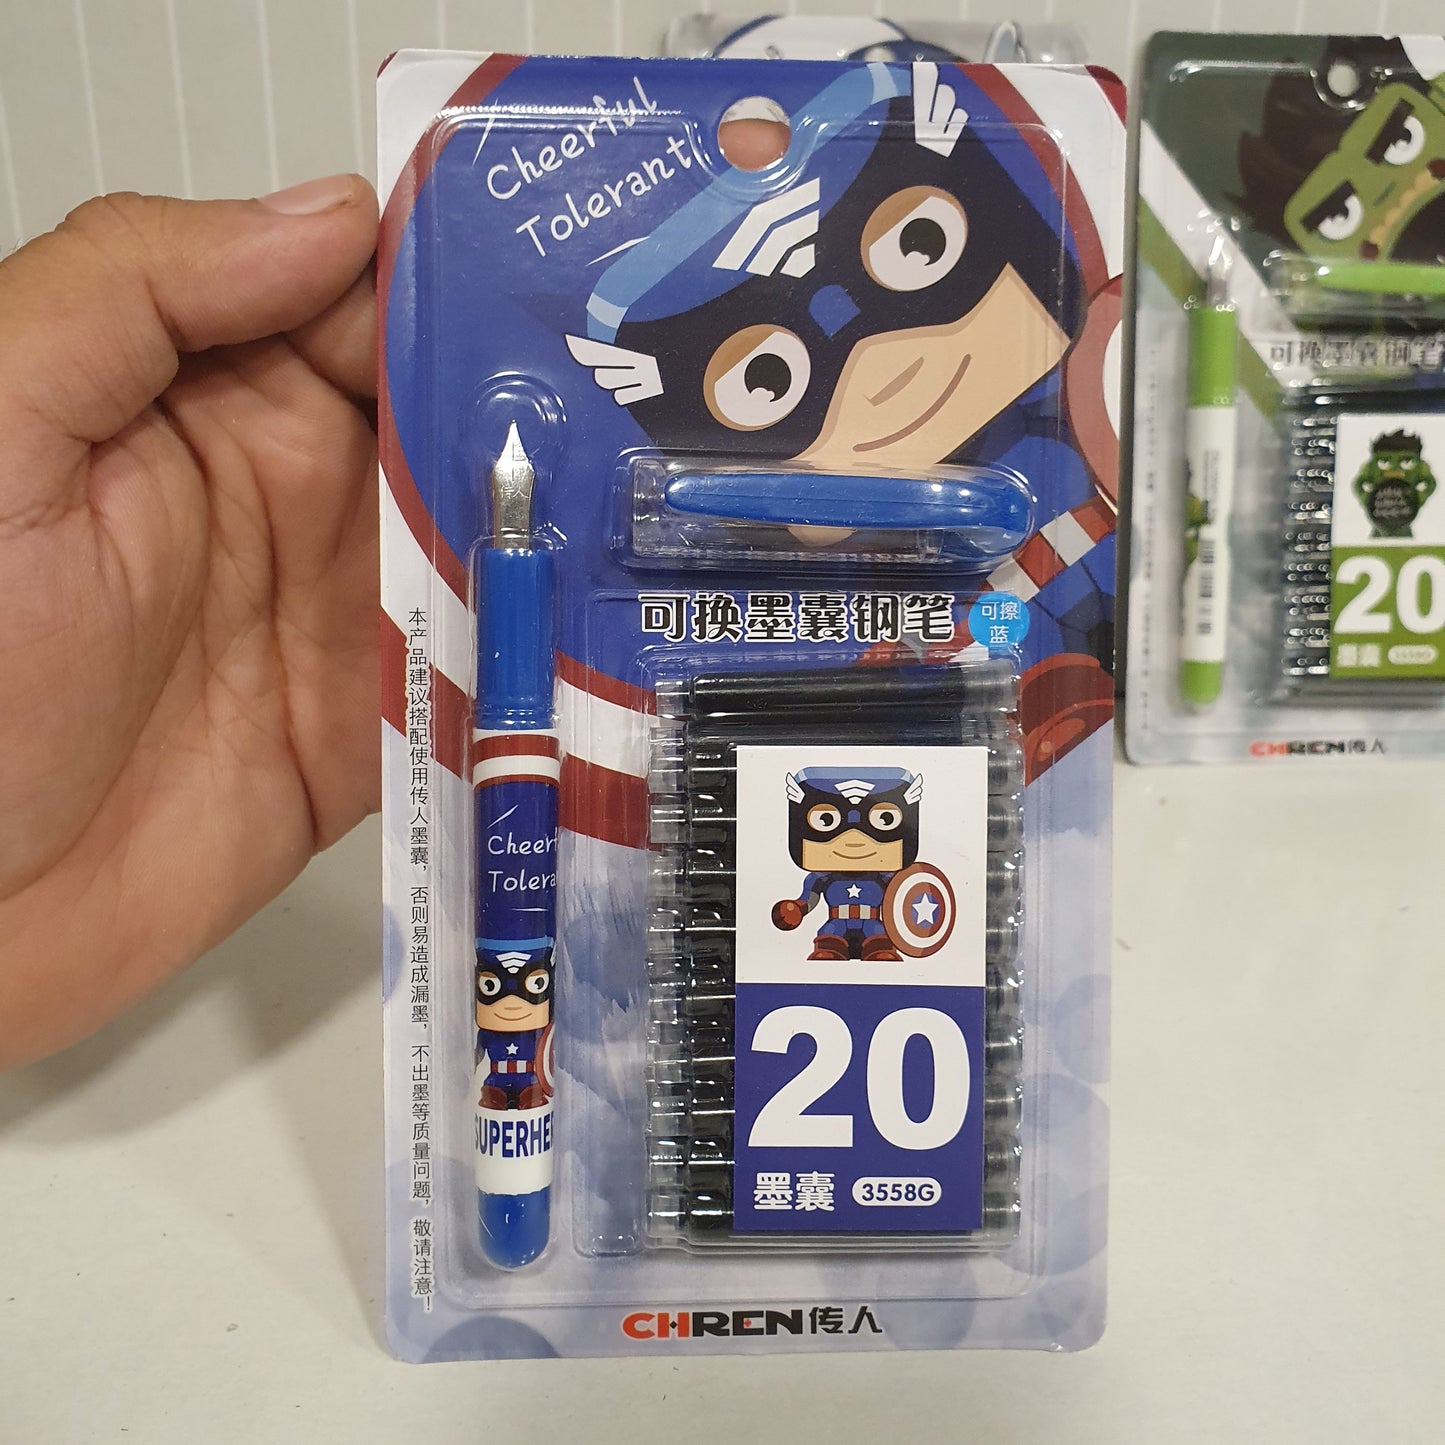 Cheerful
Tolerant
传人
可换墨囊钢笔
可擦
蓝
本产品建议搭配使用传人墨囊，否则易造成漏墨，不出墨等质量问题，敬请注意！
Cheerf
Tolera
SUPERHE
20
墨囊 3558G
CHREN传人
可换墨囊钢笔
20
墨囊
CHREN传人